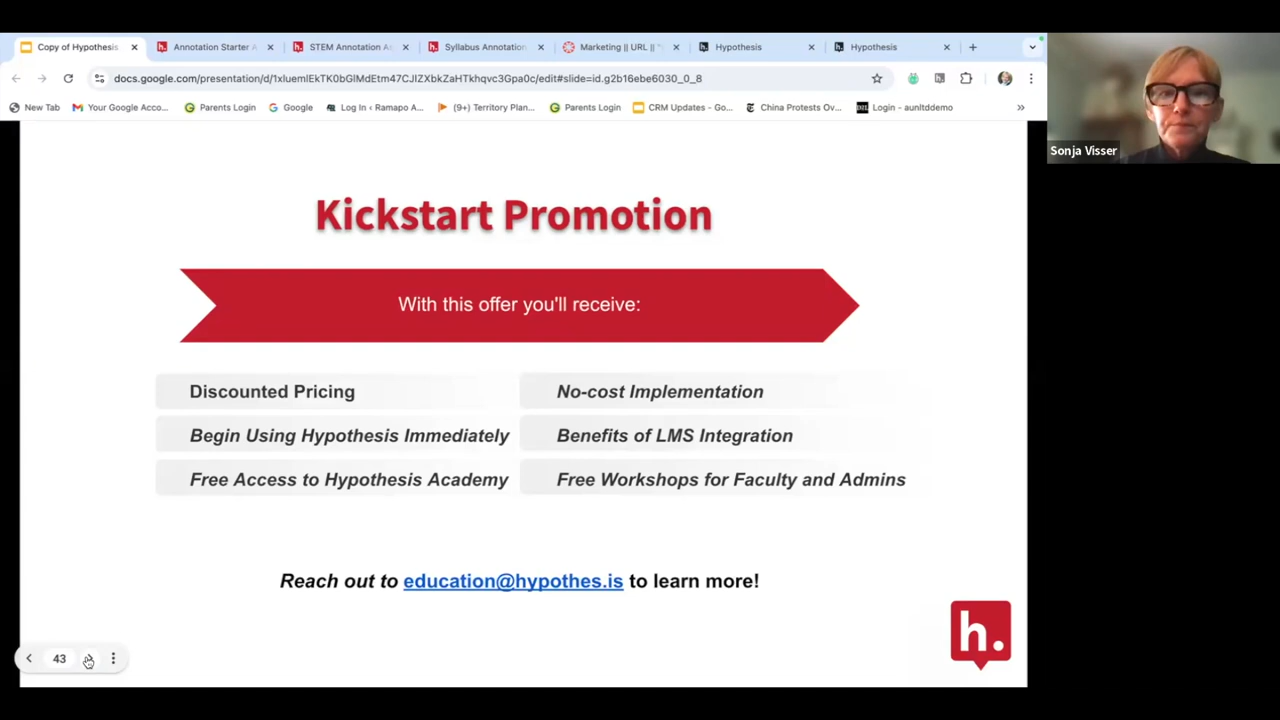 Copy of Hypothesis
Annotation Starter A
STEM Annotation As
Syllabus Annotation
Marketing || URL || "
Hypothesis
Hypothesis
docs.google.com/presentation/d/1xluemlEkTK0bGlMdEtm47CJlZXbkZaHTkhqvc3Gpa0c/edit#slide=id.g2b16ebe6030_0_8
New Tab
Your Google Acco...
Parents Login
Google
Log In ‹ Ramapo A...
(9+) Territory Plan...
Parents Login
CRM Updates - Go...
China Protests Ov...
Login - aunltddemo
»
Sonja Visser
Kickstart Promotion
With this offer you'll receive:
Discounted Pricing
No-cost Implementation
Begin Using Hypothesis Immediately
Benefits of LMS Integration
Free Access to Hypothesis Academy
Free Workshops for Faculty and Admins
Reach out to education@hypothes.is to learn more!
h.
43